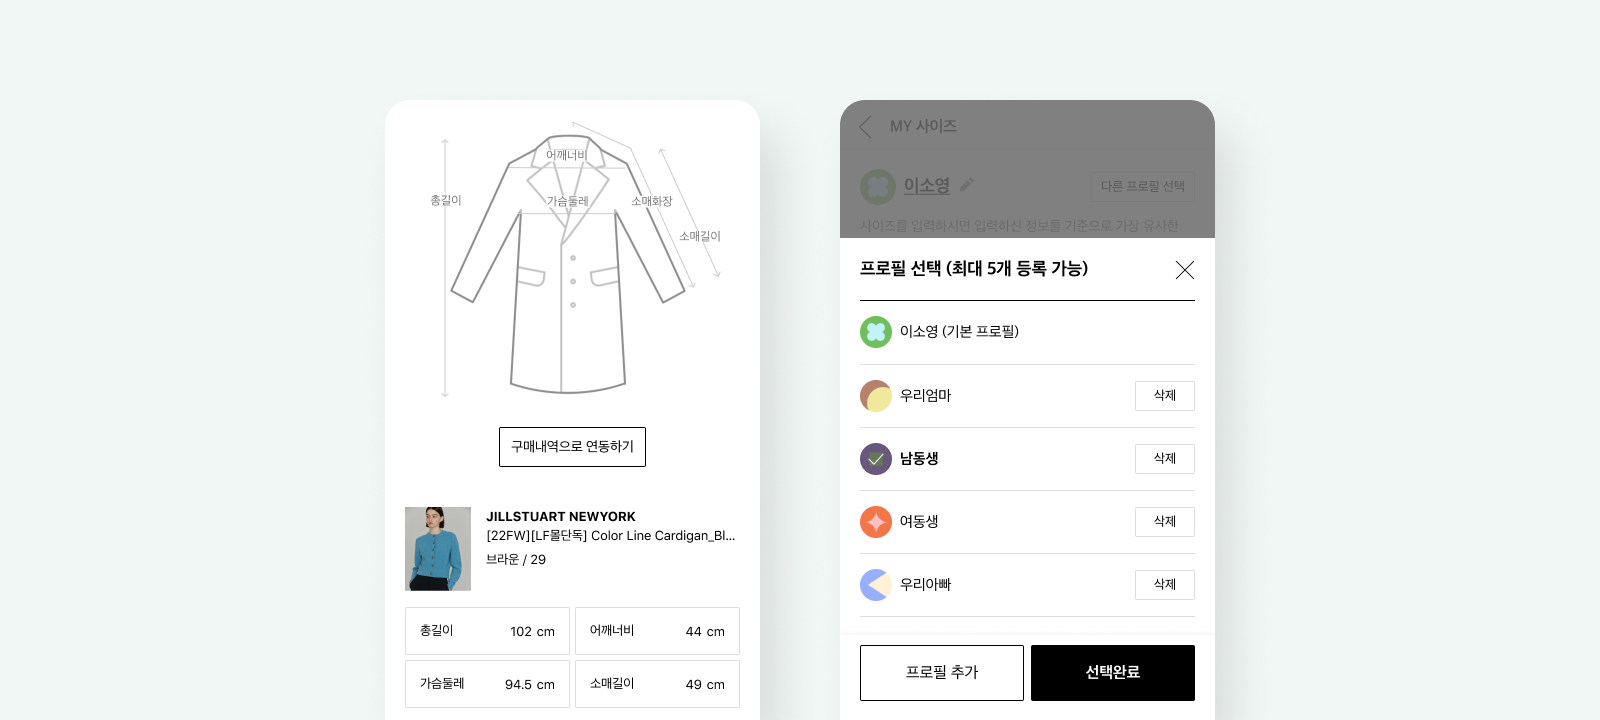 어깨너비
총길이
가슴둘레
소매화장
소매길이
구매내역으로 연동하기
JILLSTUART NEWYORK
[22FW][LF몰단독] Color Line Cardigan_Bl...
브라운 / 29
총길이 102 cm
어깨너비 44 cm
가슴둘레 94.5 cm
소매길이 49 cm
MY 사이즈
이소영
다른 프로필 선택
사이즈를 입력하시면 입력하신 정보를 기준으로 가장 유사한
프로필 선택 (최대 5개 등록 가능)
이소영 (기본 프로필)
우리엄마 삭제
남동생 삭제
여동생 삭제
우리아빠 삭제
프로필 추가
선택완료